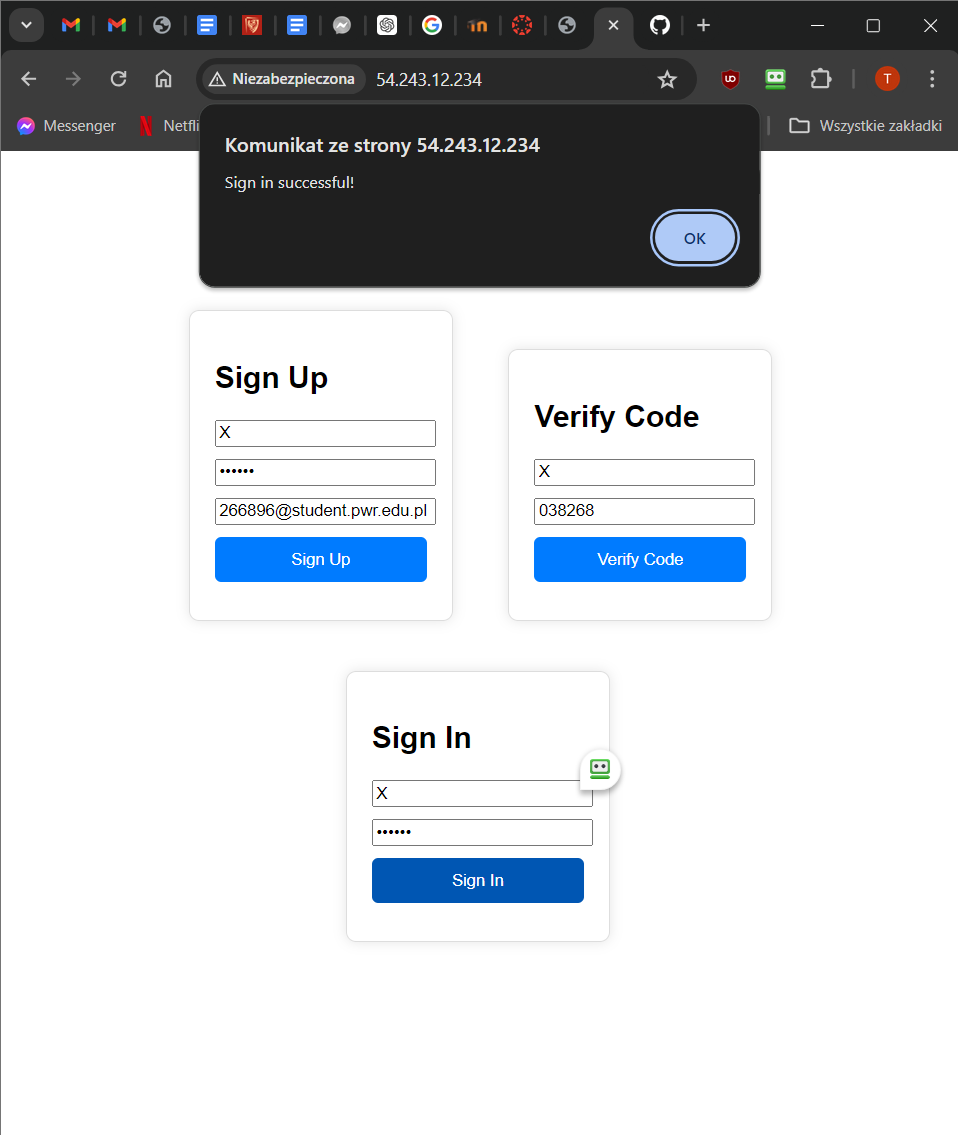 Niezabezpieczona 54.243.12.234 T
Messenger Netfli Wszystkie zakładki
Komunikat ze strony 54.243.12.234
Sign in successful!
OK
Sign Up
X
••••••
266896@student.pwr.edu.pl
Sign Up
Verify Code
X
038268
Verify Code
Sign In
X
••••••
Sign In